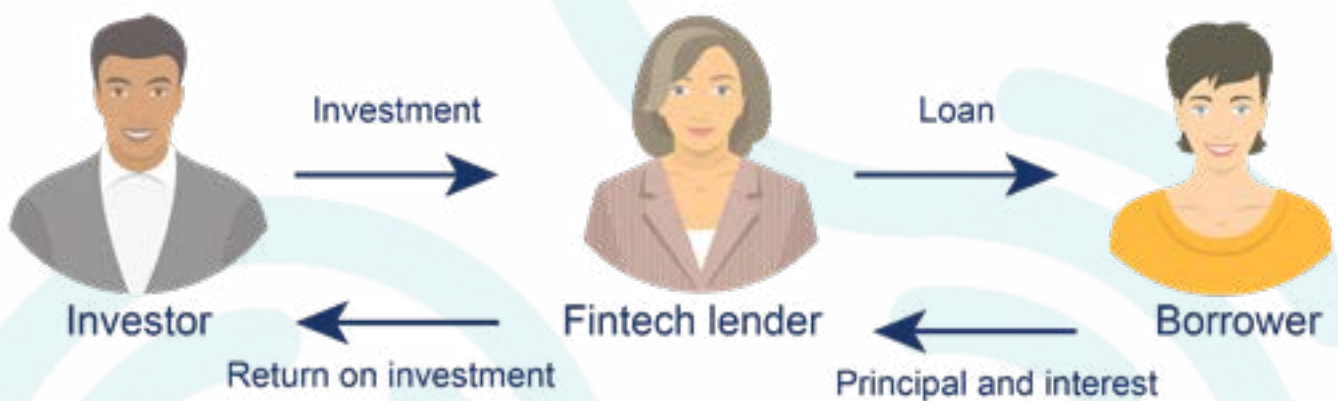 Investment
Loan
Investor
Fintech lender
Borrower
Return on investment
Principal and interest